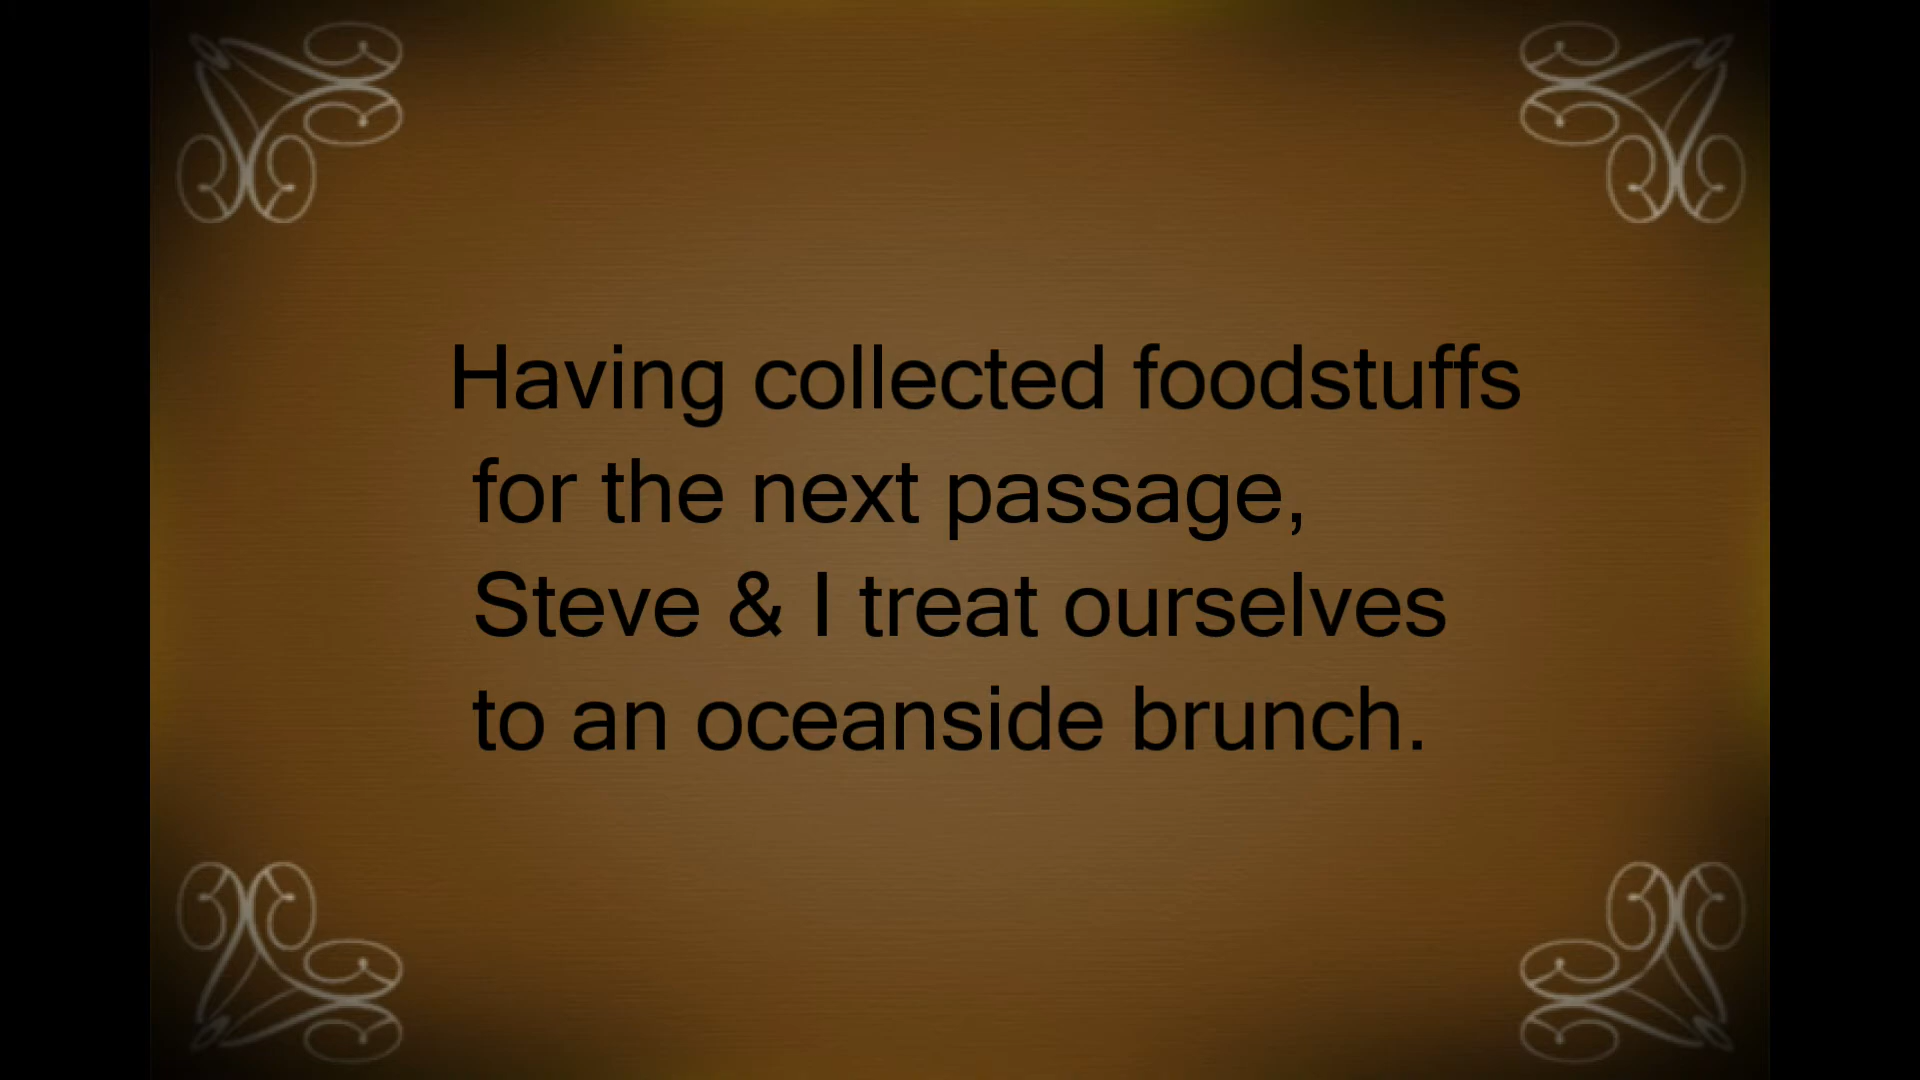 Having collected foodstuffs
for the next passage,
Steve & I treat ourselves
to an oceanside brunch.